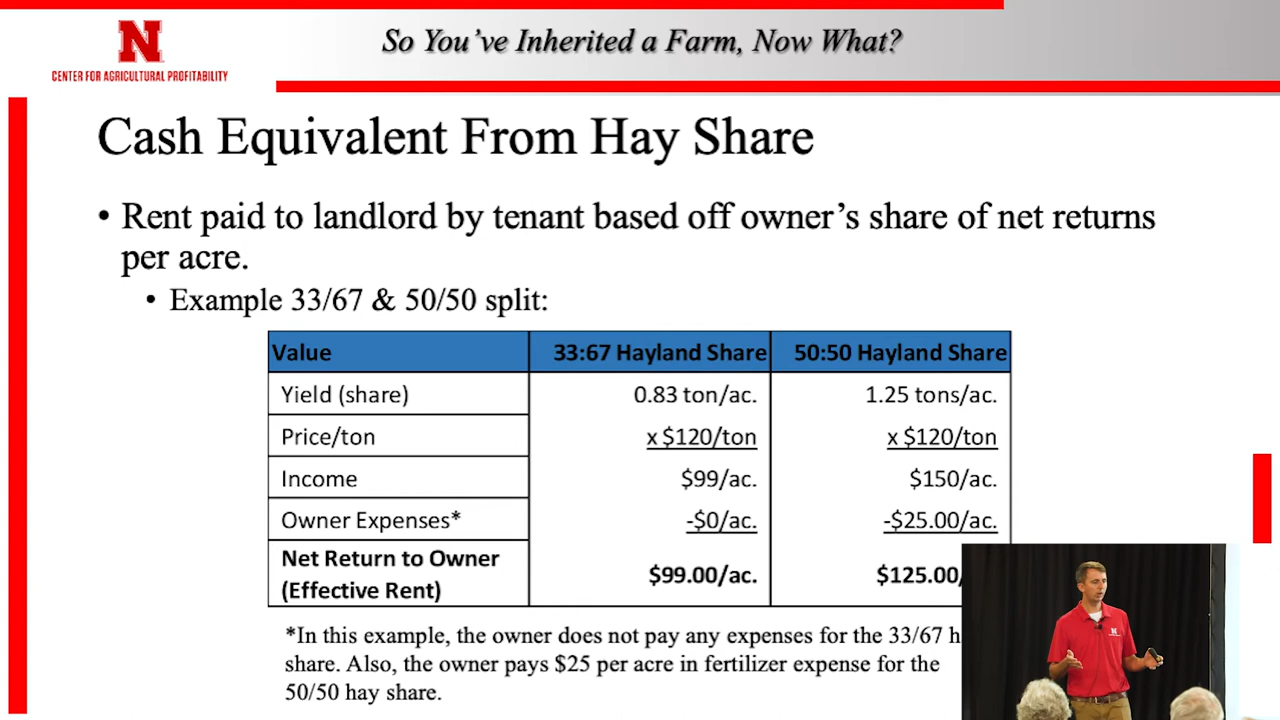 So You've Inherited a Farm, Now What?
N
CENTER FOR AGRICULTURAL PROFITABILITY
Cash Equivalent From Hay Share
• Rent paid to landlord by tenant based off owner's share of net returns
per acre.
• Example 33/67 & 50/50 split:
Value 33:67 Hayland Share 50:50 Hayland Share
Yield (share) 0.83 ton/ac. 1.25 tons/ac.
Price/ton x $120/ton x $120/ton
Income $99/ac. $150/ac.
Owner Expenses* -$0/ac. -$25.00/ac.
Net Return to Owner
(Effective Rent) $99.00/ac. $125.00/
*In this example, the owner does not pay any expenses for the 33/67
share. Also, the owner pays $25 per acre in fertilizer expense for the
50/50 hay share.
N